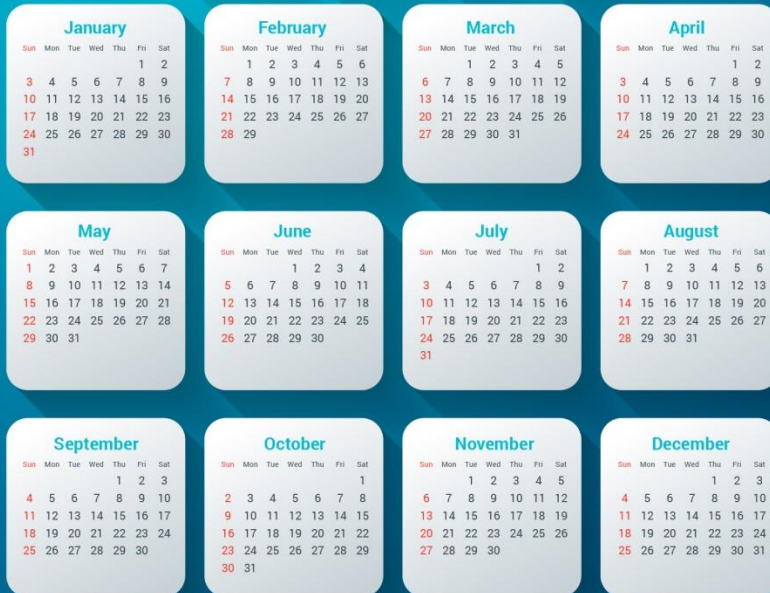 January
Sun Mon Tue Wed Thu Fri Sat
1 2
3 4 5 6 7 8 9
10 11 12 13 14 15 16
17 18 19 20 21 22 23
24 25 26 27 28 29 30
31
February
Sun Mon Tue Wed Thu Fri Sat
1 2 3 4 5 6
7 8 9 10 11 12 13
14 15 16 17 18 19 20
21 22 23 24 25 26 27
28 29
March
Sun Mon Tue Wed Thu Fri Sat
1 2 3 4 5
6 7 8 9 10 11 12
13 14 15 16 17 18 19
20 21 22 23 24 25 26
27 28 29 30 31
April
Sun Mon Tue Wed Thu Fri Sat
1 2
3 4 5 6 7 8 9
10 11 12 13 14 15 16
17 18 19 20 21 22 23
24 25 26 27 28 29 30
May
Sun Mon Tue Wed Thu Fri Sat
1 2 3 4 5 6 7
8 9 10 11 12 13 14
15 16 17 18 19 20 21
22 23 24 25 26 27 28
29 30 31
June
Sun Mon Tue Wed Thu Fri Sat
1 2 3 4
5 6 7 8 9 10 11
12 13 14 15 16 17 18
19 20 21 22 23 24 25
26 27 28 29 30
July
Sun Mon Tue Wed Thu Fri Sat
1 2
3 4 5 6 7 8 9
10 11 12 13 14 15 16
17 18 19 20 21 22 23
24 25 26 27 28 29 30
31
August
Sun Mon Tue Wed Thu Fri Sat
1 2 3 4 5 6
7 8 9 10 11 12 13
14 15 16 17 18 19 20
21 22 23 24 25 26 27
28 29 30 31
September
Sun Mon Tue Wed Thu Fri Sat
1 2 3
4 5 6 7 8 9 10
11 12 13 14 15 16 17
18 19 20 21 22 23 24
25 26 27 28 29 30
October
Sun Mon Tue Wed Thu Fri Sat
1
2 3 4 5 6 7 8
9 10 11 12 13 14 15
16 17 18 19 20 21 22
23 24 25 26 27 28 29
30 31
November
Sun Mon Tue Wed Thu Fri Sat
1 2 3 4 5
6 7 8 9 10 11 12
13 14 15 16 17 18 19
20 21 22 23 24 25 26
27 28 29 30
December
Sun Mon Tue Wed Thu Fri Sat
1 2 3
4 5 6 7 8 9 10
11 12 13 14 15 16 17
18 19 20 21 22 23 24
25 26 27 28 29 30 31